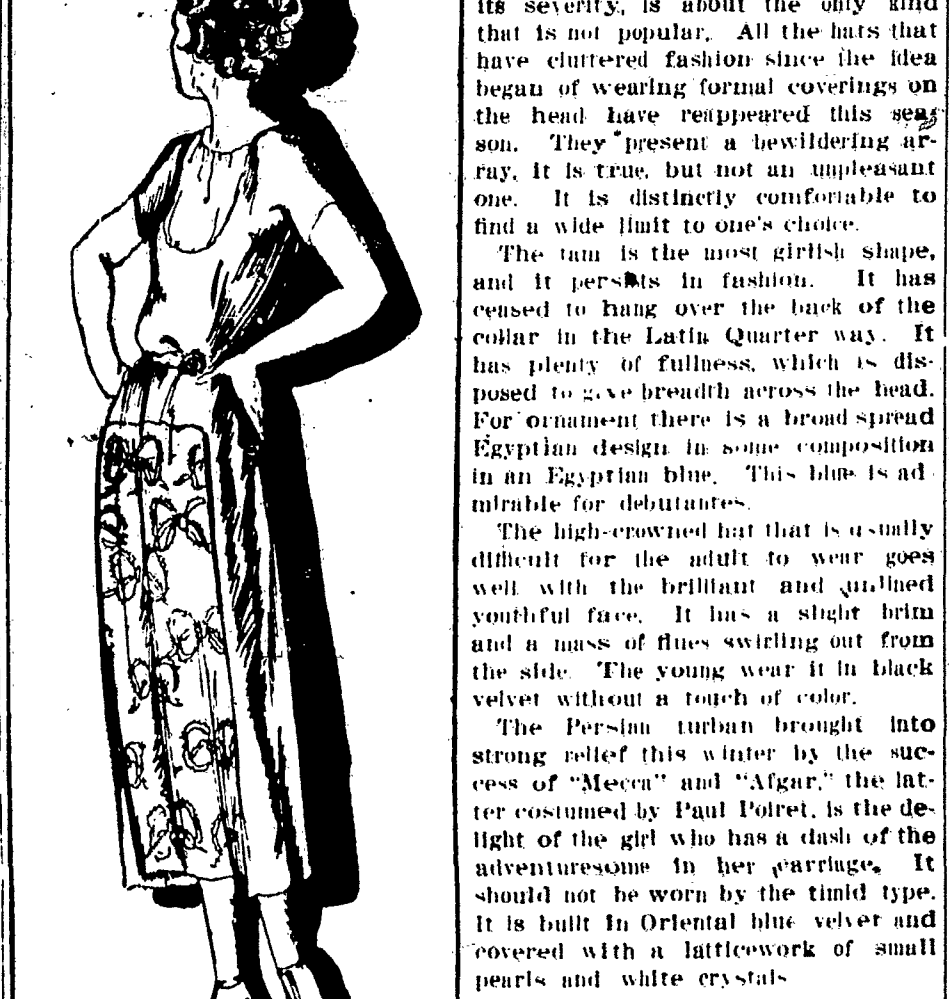 its severity, is about the only kind
that is not popular. All the hats that
have cluttered fashion since the idea
began of wearing formal coverings on
the head have reappeared this sea-
son. They present a bewildering ar-
ray, it is true, but not an unpleasant
one. It is distinctly comfortable to
find a wide limit to one's choice.
The tam is the most girlish shape,
and it persists in fashion. It has
ceased to hang over the back of the
collar in the Latin Quarter way. It
has plenty of fullness, which is dis-
posed to give breadth across the head.
For ornament there is a broad spread
Egyptian design in some composition
in an Egyptian blue. This blue is ad-
mirable for debutantes.
The high-crowned hat that is usually
difficult for the adult to wear goes
well with the brilliant and unlined
youthful face. It has a slight brim
and a mass of flues swirling out from
the side. The young wear it in black
velvet without a touch of color.
The Persian turban brought into
strong relief this winter by the suc-
cess of "Mecca" and "Afgar," the lat-
ter costumed by Paul Poiret, is the de-
light of the girl who has a dash of the
adventuresome in her carriage. It
should not be worn by the timid type.
It is built in Oriental blue velvet and
covered with a latticework of small
pearls and white crystals